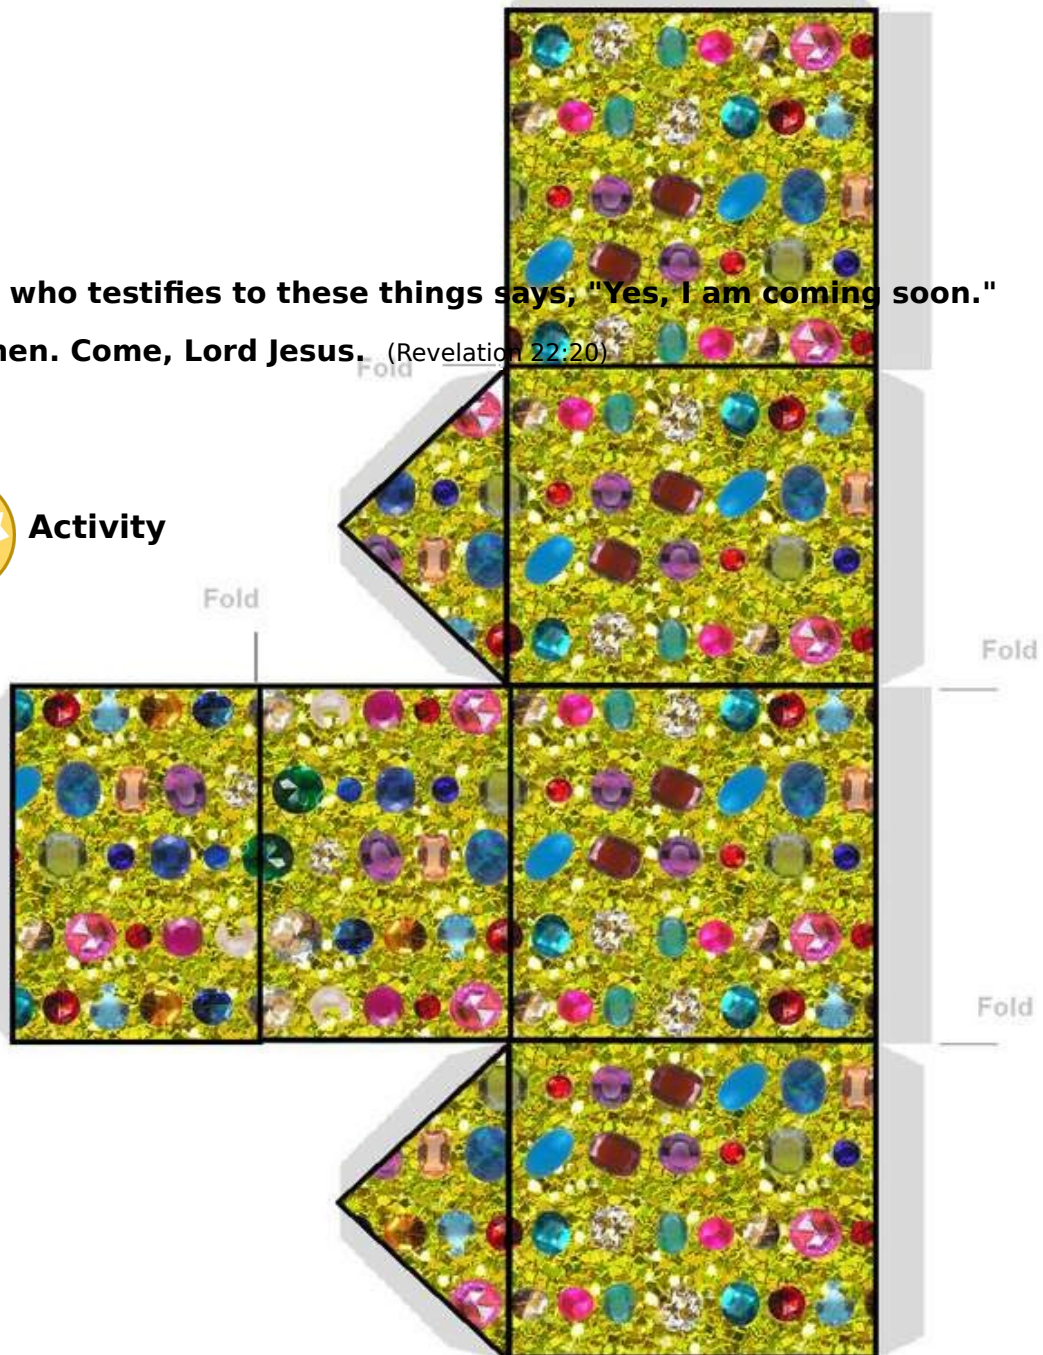 who testifies to these things says, "Yes, I am coming soon."
men. Come, Lord Jesus. (Revelation 22:20)
Fold
Activity
Fold
Fold
Fold